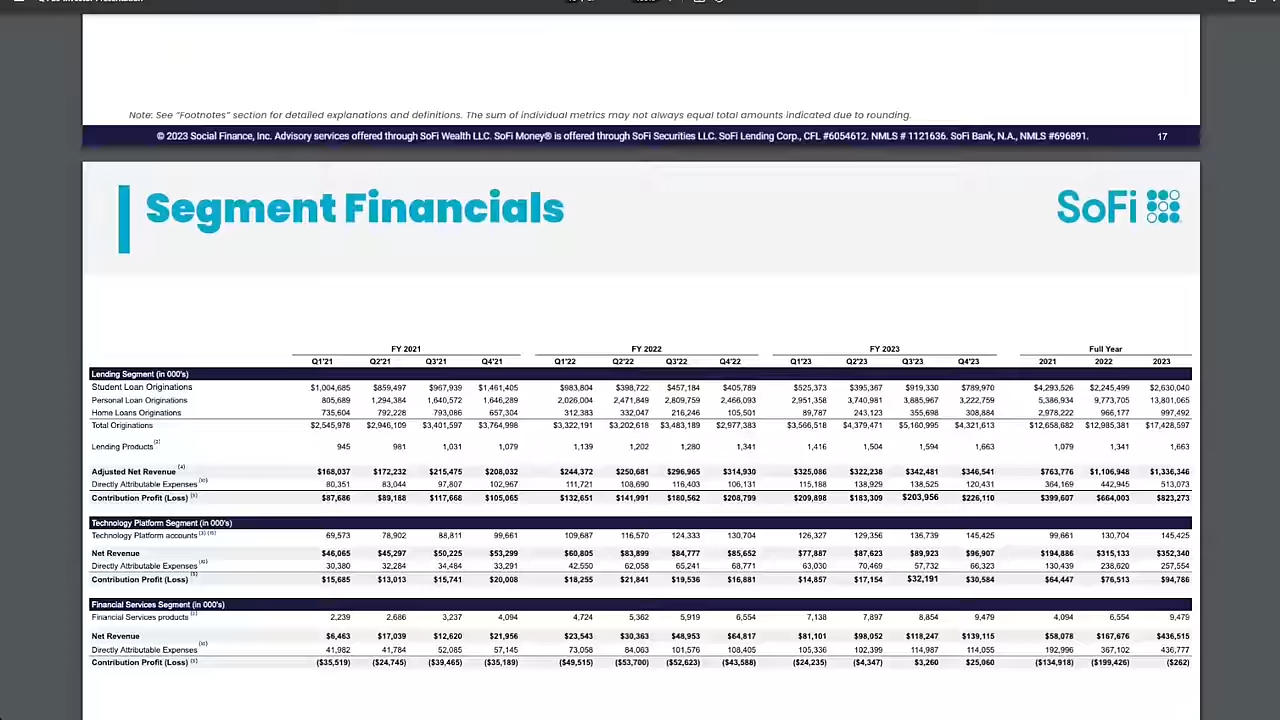 Note: See "Footnotes" section for detailed explanations and definitions. The sum of individual metrics may not always equal total amounts indicated due to rounding.
© 2023 Social Finance, Inc. Advisory services offered through SoFi Wealth LLC. SoFi Money® is offered through SoFi Securities LLC. SoFi Lending Corp., CFL #6054612. NMLS # 1121636. SoFi Bank, N.A., NMLS #696891. 17
Segment Financials SoFi
FY 2021 FY 2022 FY 2023 Full Year
Q1'21 Q2'21 Q3'21 Q4'21 Q1'22 Q2'22 Q3'22 Q4'22 Q1'23 Q2'23 Q3'23 Q4'23 2021 2022 2023
Lending Segment (in 000's)
Student Loan Originations $1,004,685 $859,497 $967,939 $1,461,405 $983,804 $398,722 $457,184 $405,789 $525,373 $395,367 $919,330 $789,970 $4,293,526 $2,245,499 $2,630,040
Personal Loan Originations 805,689 1,294,384 1,640,572 1,646,289 2,026,004 2,471,849 2,809,759 2,466,093 2,951,358 3,740,981 3,885,967 3,222,759 5,386,934 9,773,705 13,801,065
Home Loans Originations 735,604 792,228 793,086 657,304 312,383 332,047 216,246 105,501 89,787 243,123 355,698 308,884 2,978,222 966,177 997,492
Total Originations $2,545,978 $2,946,109 $3,401,597 $3,764,998 $3,322,191 $3,202,618 $3,483,189 $2,977,383 $3,566,518 $4,379,471 $5,160,995 $4,321,613 $12,658,682 $12,985,381 $17,428,597
Lending Products 945 981 1,031 1,079 1,139 1,202 1,280 1,341 1,416 1,504 1,594 1,663 1,079 1,341 1,663
Adjusted Net Revenue (4) $168,037 $172,232 $215,475 $208,032 $244,372 $250,681 $296,965 $314,930 $325,086 $322,238 $342,481 $346,541 $763,776 $1,106,948 $1,336,346
Directly Attributable Expenses 80,351 83,044 97,807 102,967 111,721 108,690 116,403 106,131 115,188 138,929 138,525 120,431 364,169 442,945 513,073
Contribution Profit (Loss) $87,686 $89,188 $117,668 $105,065 $132,651 $141,991 $180,562 $208,799 $209,898 $183,309 $203,956 $226,110 $399,607 $664,003 $823,273
Technology Platform Segment (in 000's)
Technology Platform accounts 69,573 78,902 88,811 99,661 109,687 116,570 124,333 130,704 126,327 129,356 136,739 145,425 99,661 130,704 145,425
Net Revenue $46,065 $45,297 $50,225 $53,299 $60,805 $83,899 $84,777 $85,652 $77,887 $87,623 $89,923 $96,907 $194,886 $315,133 $352,340
Directly Attributable Expenses 30,380 32,284 34,484 33,291 42,550 62,058 65,241 68,771 63,030 70,469 57,732 66,323 130,439 238,620 257,554
Contribution Profit (Loss) $15,685 $13,013 $15,741 $20,008 $18,255 $21,841 $19,536 $16,881 $14,857 $17,154 $32,191 $30,584 $64,447 $76,513 $94,786
Financial Services Segment (in 000's)
Financial Services products 2,239 2,686 3,237 4,094 4,724 5,362 5,919 6,554 7,138 7,897 8,854 9,479 4,094 6,554 9,479
Net Revenue $6,463 $17,039 $12,620 $21,956 $23,543 $30,363 $48,953 $64,817 $81,101 $98,052 $118,247 $139,115 $58,078 $167,676 $436,515
Directly Attributable Expenses 41,982 41,784 52,085 57,145 73,058 84,063 101,576 108,405 105,336 102,399 114,987 114,055 192,996 367,102 436,777
Contribution Profit (Loss) ($35,519) ($24,745) ($39,465) ($35,189) ($49,515) ($53,700) ($52,623) ($43,588) ($24,235) ($4,347) $3,260 $25,060 ($134,918) ($199,426) ($262)